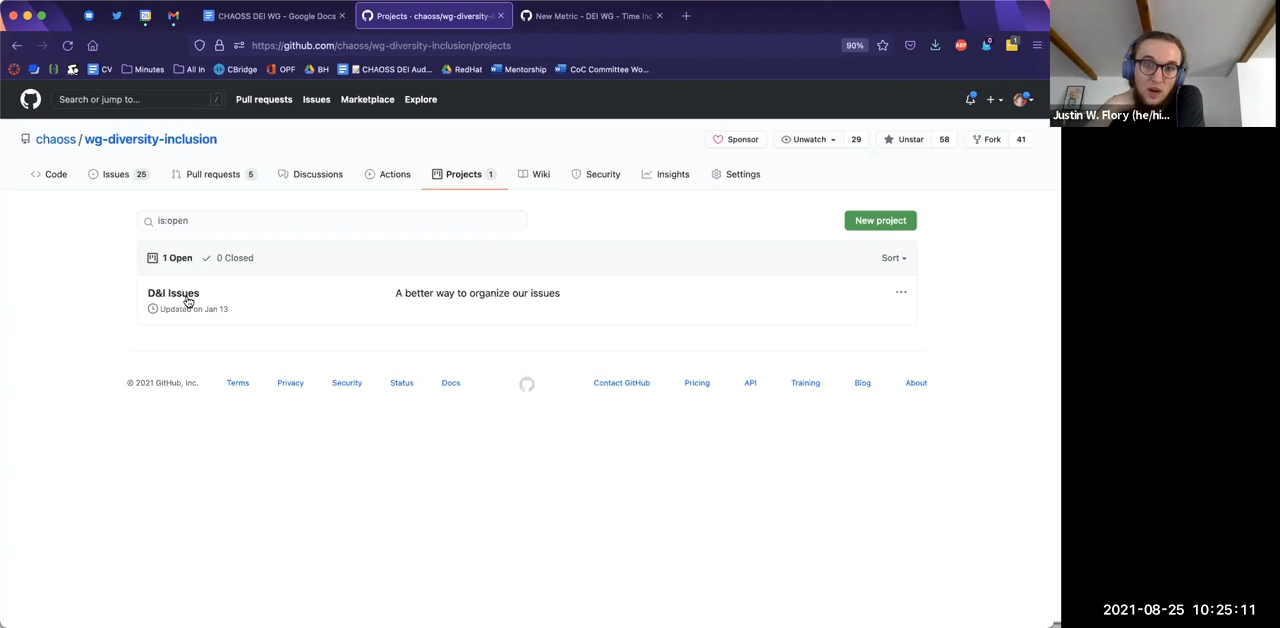 CHAOSS DEI WG - Google Docs
Projects · chaoss/wg-diversity-i
New Metric - DEI WG - Time Inc
https://github.com/chaoss/wg-diversity-inclusion/projects
90%
CV
Minutes
All In
CBridge
OPF
BH
CHAOSS DEI Aud...
RedHat
Mentorship
CoC Committee Wo...
Search or jump to...
/
Pull requests
Issues
Marketplace
Explore
Justin W. Flory (he/hi...
chaoss / wg-diversity-inclusion
Sponsor
Unwatch
29
Unstar
58
Fork
41
Code
Issues 25
Pull requests 5
Discussions
Actions
Projects 1
Wiki
Security
Insights
Settings
is:open
New project
1 Open
0 Closed
Sort
D&I Issues
A better way to organize our issues
Updated on Jan 13
© 2021 GitHub, Inc.
Terms
Privacy
Security
Status
Docs
Contact GitHub
Pricing
API
Training
Blog
About
2021-08-25 10:25:11